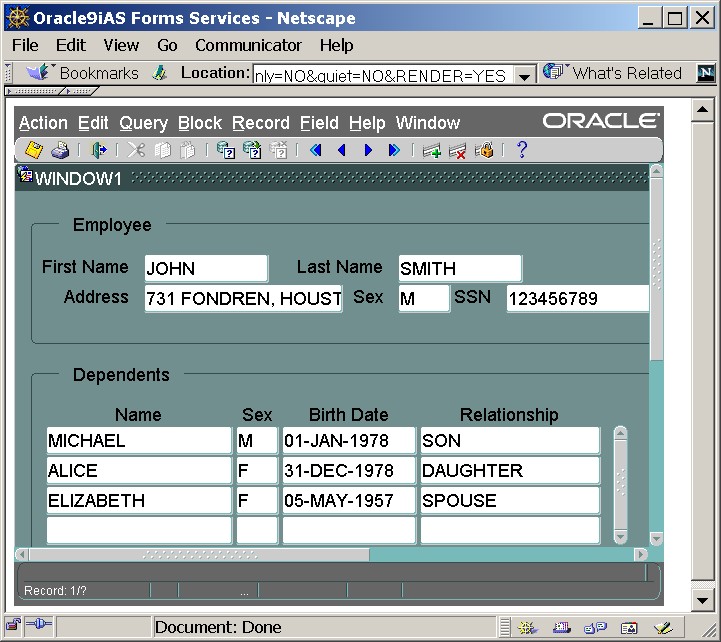 Oracle9iAS Forms Services - Netscape
File Edit View Go Communicator Help
Bookmarks Location: nly=NO&quiet=NO&RENDER=YES What's Related N
Action Edit Query Block Record Field Help Window ORACLE
?
WINDOW1
Employee
First Name JOHN Last Name SMITH
Address 731 FONDREN, HOUST Sex M SSN 123456789
Dependents
Name Sex Birth Date Relationship
MICHAEL M 01-JAN-1978 SON
ALICE F 31-DEC-1978 DAUGHTER
ELIZABETH F 05-MAY-1957 SPOUSE
Record: 1/? ...
Document: Done